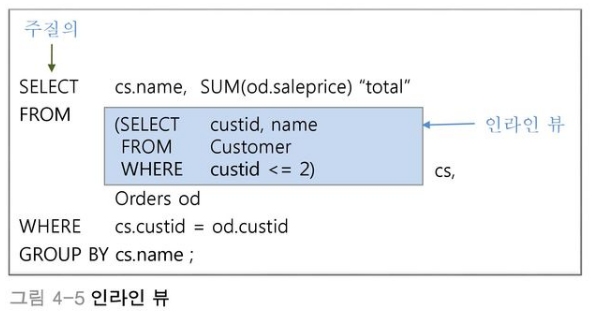 주질의
SELECT cs.name, SUM(od.saleprice) “total”
FROM
(SELECT custid, name
인라인 뷰
FROM Customer
WHERE custid <= 2)
cs,
Orders od
WHERE cs.custid = od.custid
GROUP BY cs.name ;
그림 4-5 인라인 뷰